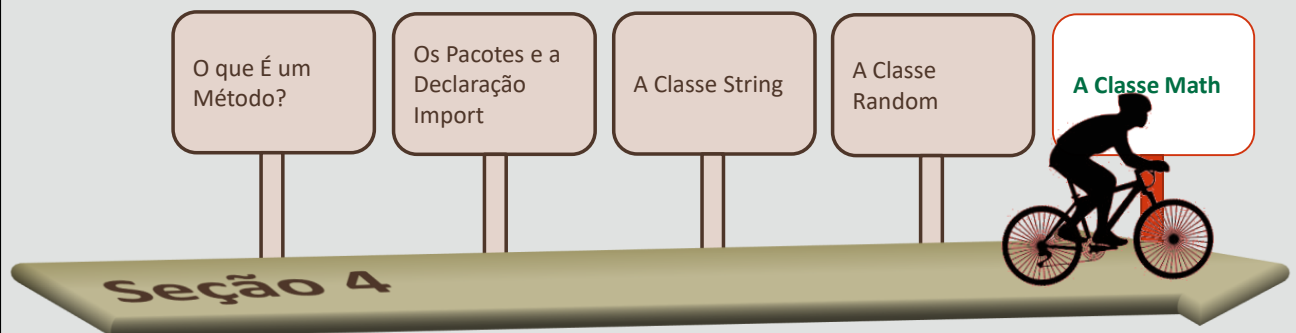 O que É um
Método?
Os Pacotes e a
Declaração
Import
A Classe String
A Classe
Random
A Classe Math
Seção 4